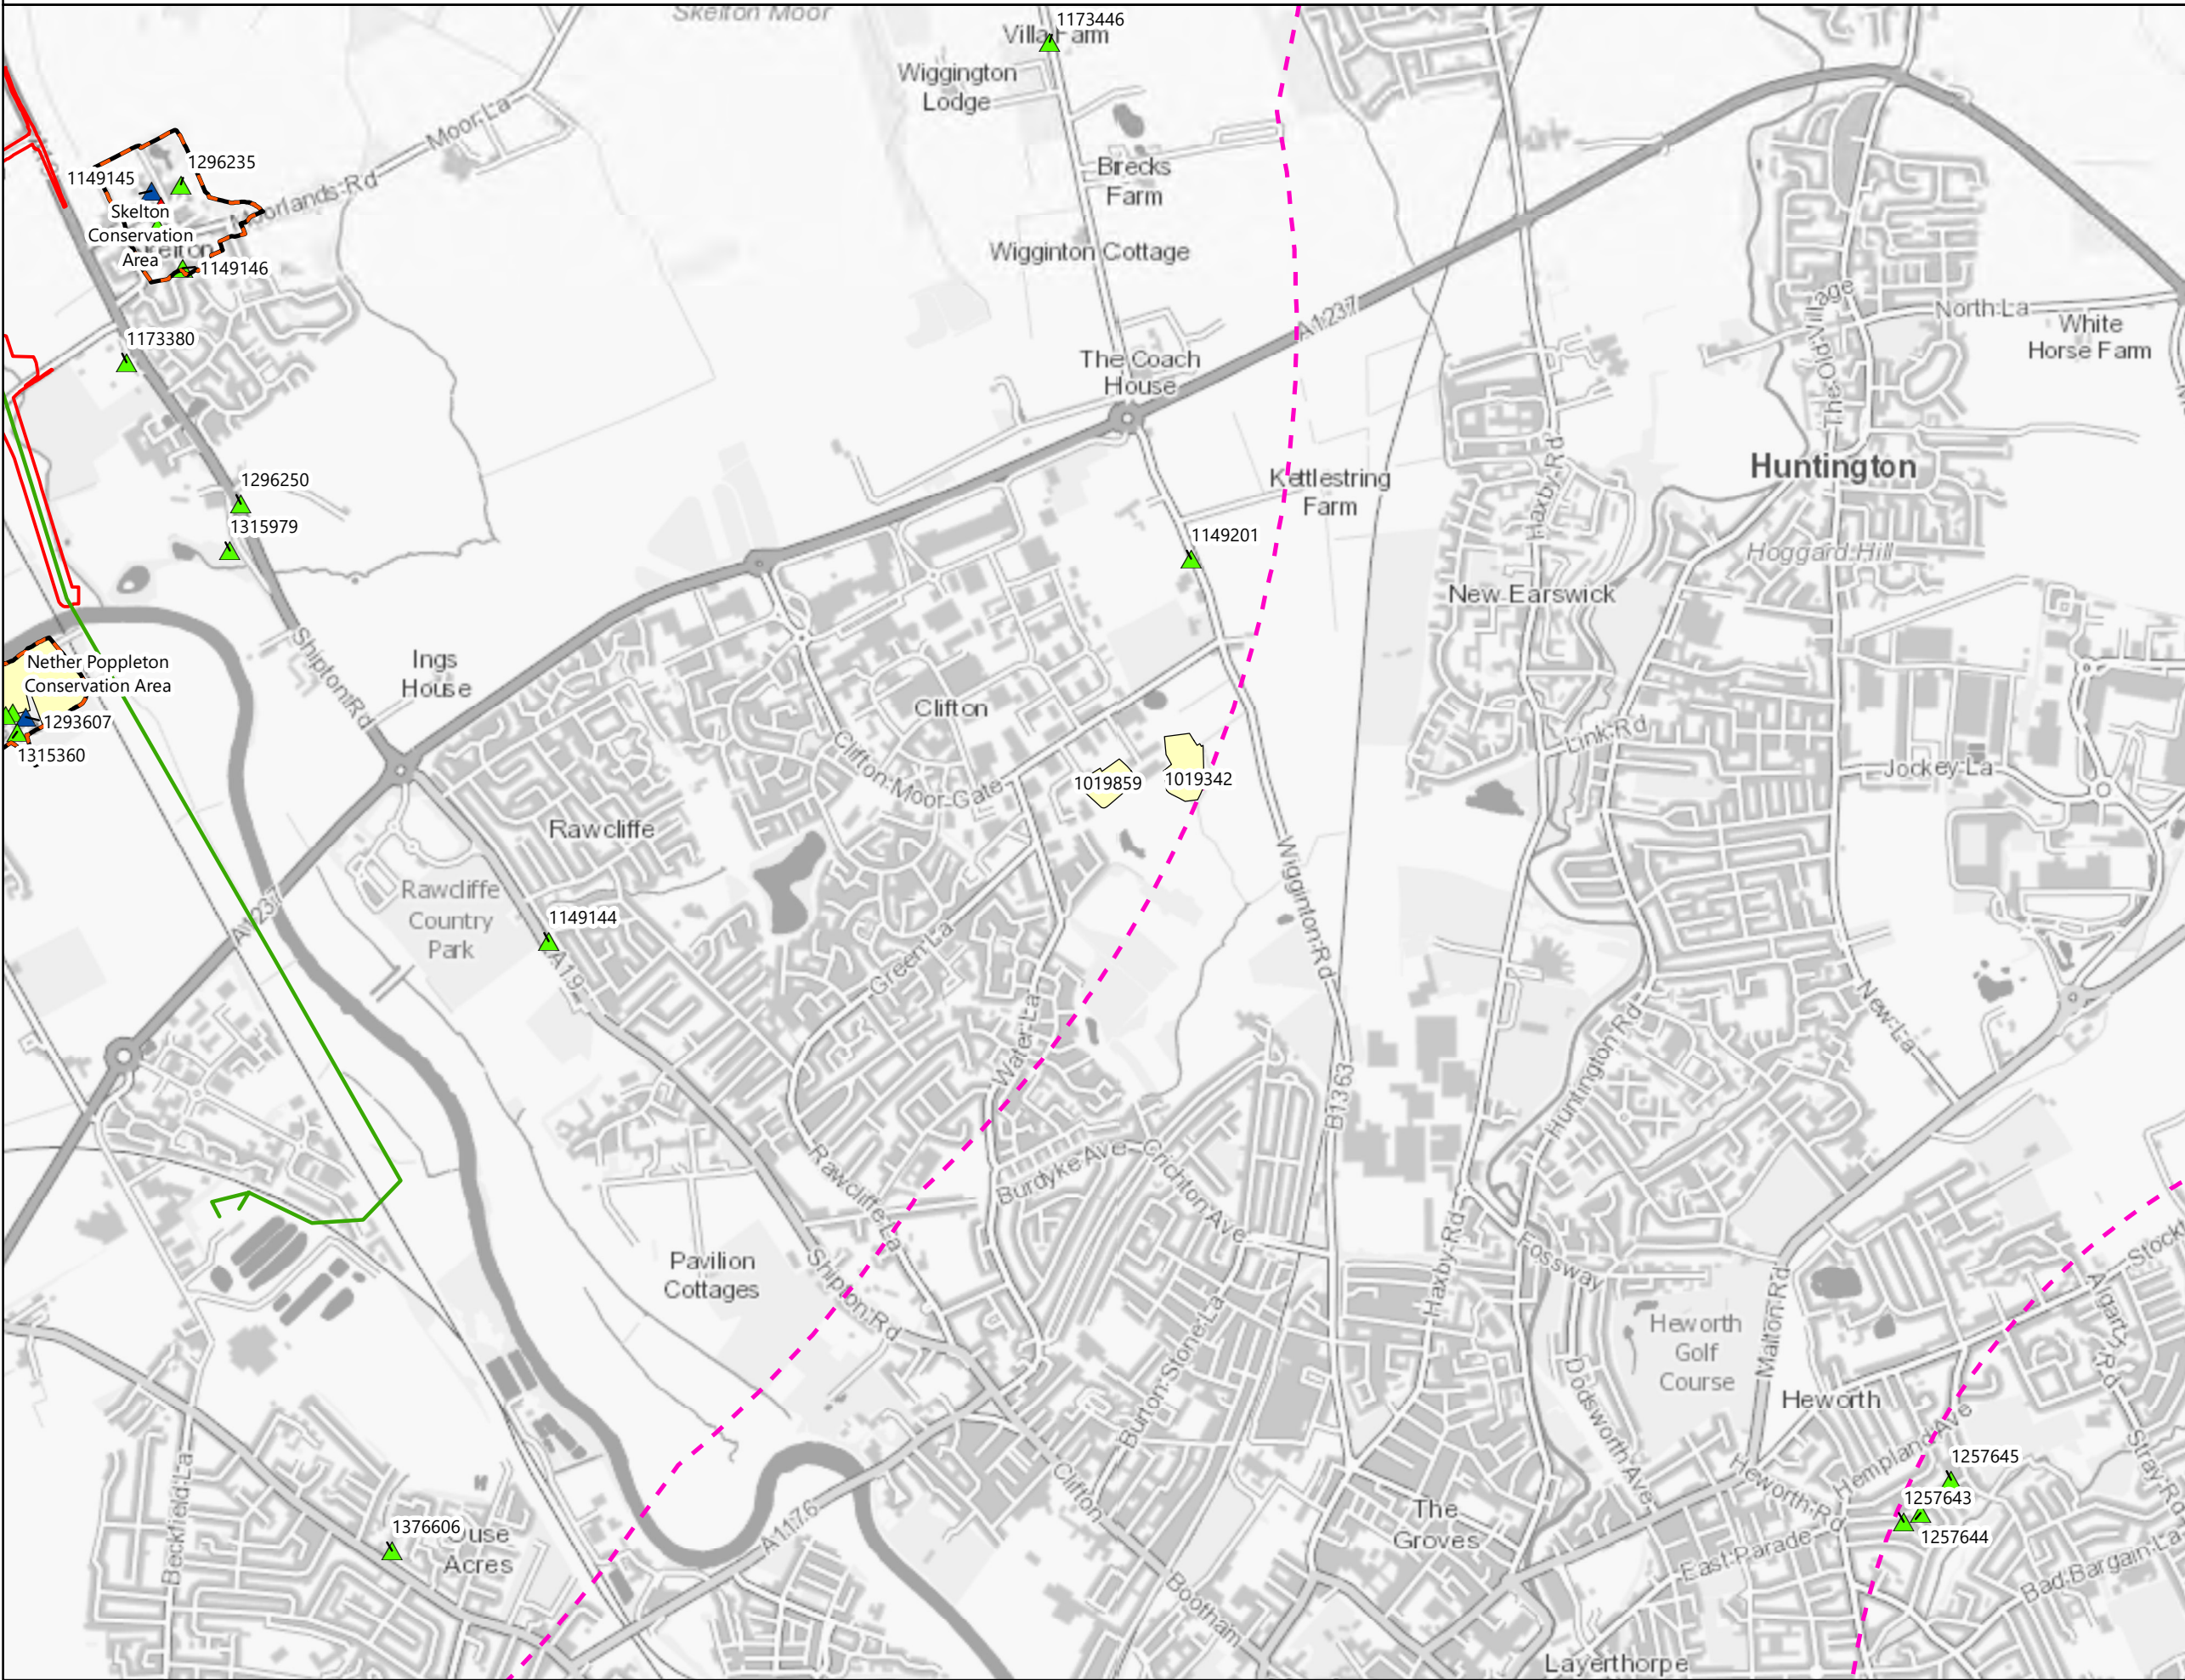 Skelton Moor
1173446
Villa Farm
Wiggington
Lodge
Moor La
1296235
1149145
Brecks
Farm
Moorlands Rd
Skelton
Conservation
Area
Skelton
1149146
Wigginton Cottage
The Old Village
North La
White
Horse Farm
A1237
1173380
The Coach
House
Huntington
1296250
Kettlestring
Farm
Haxby Rd
1315979
1149201
Hoggard Hill
New Earswick
Shipton Rd
Ings
House
Nether Poppleton
Conservation Area
1293607
1315360
Clifton
Link Rd
Clifton Moor Gate
1019859
1019342
Jockey La
Rawcliffe
Wigginton Rd
Rawcliffe
Country
Park
A1237
1149144
A19
Green La
New La
Water La
Huntington Rd
B1363
Burdyke Ave
Crichton Ave
Rawcliffe La
Pavilion
Cottages
Shipton Rd
Haxby Rd
Fossway
Malton Rd
Algarth Rd
Heworth
Golf
Course
Burton Stone La
Dodsworth Ave
Heworth
Hempland Ave
Stray Rd
Beckfield La
Clifton
Heworth Rd
1257645
1257643
1257644
1376606
Ouse
Acres
A1176
The
Groves
East Parade
Bad Bargain La
Bootham
Layerthorpe